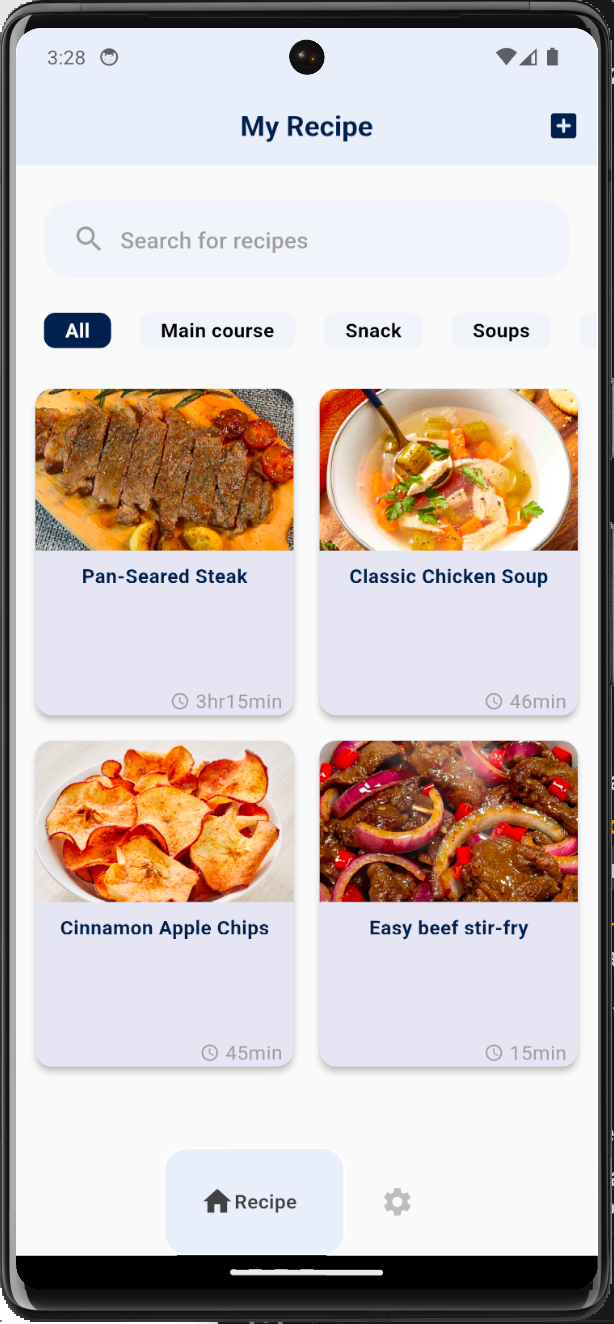 3:28
My Recipe
Search for recipes
All Main course Snack Soups
Pan-Seared Steak Classic Chicken Soup
3hr15min 46min
Cinnamon Apple Chips Easy beef stir-fry
45min 15min
Recipe